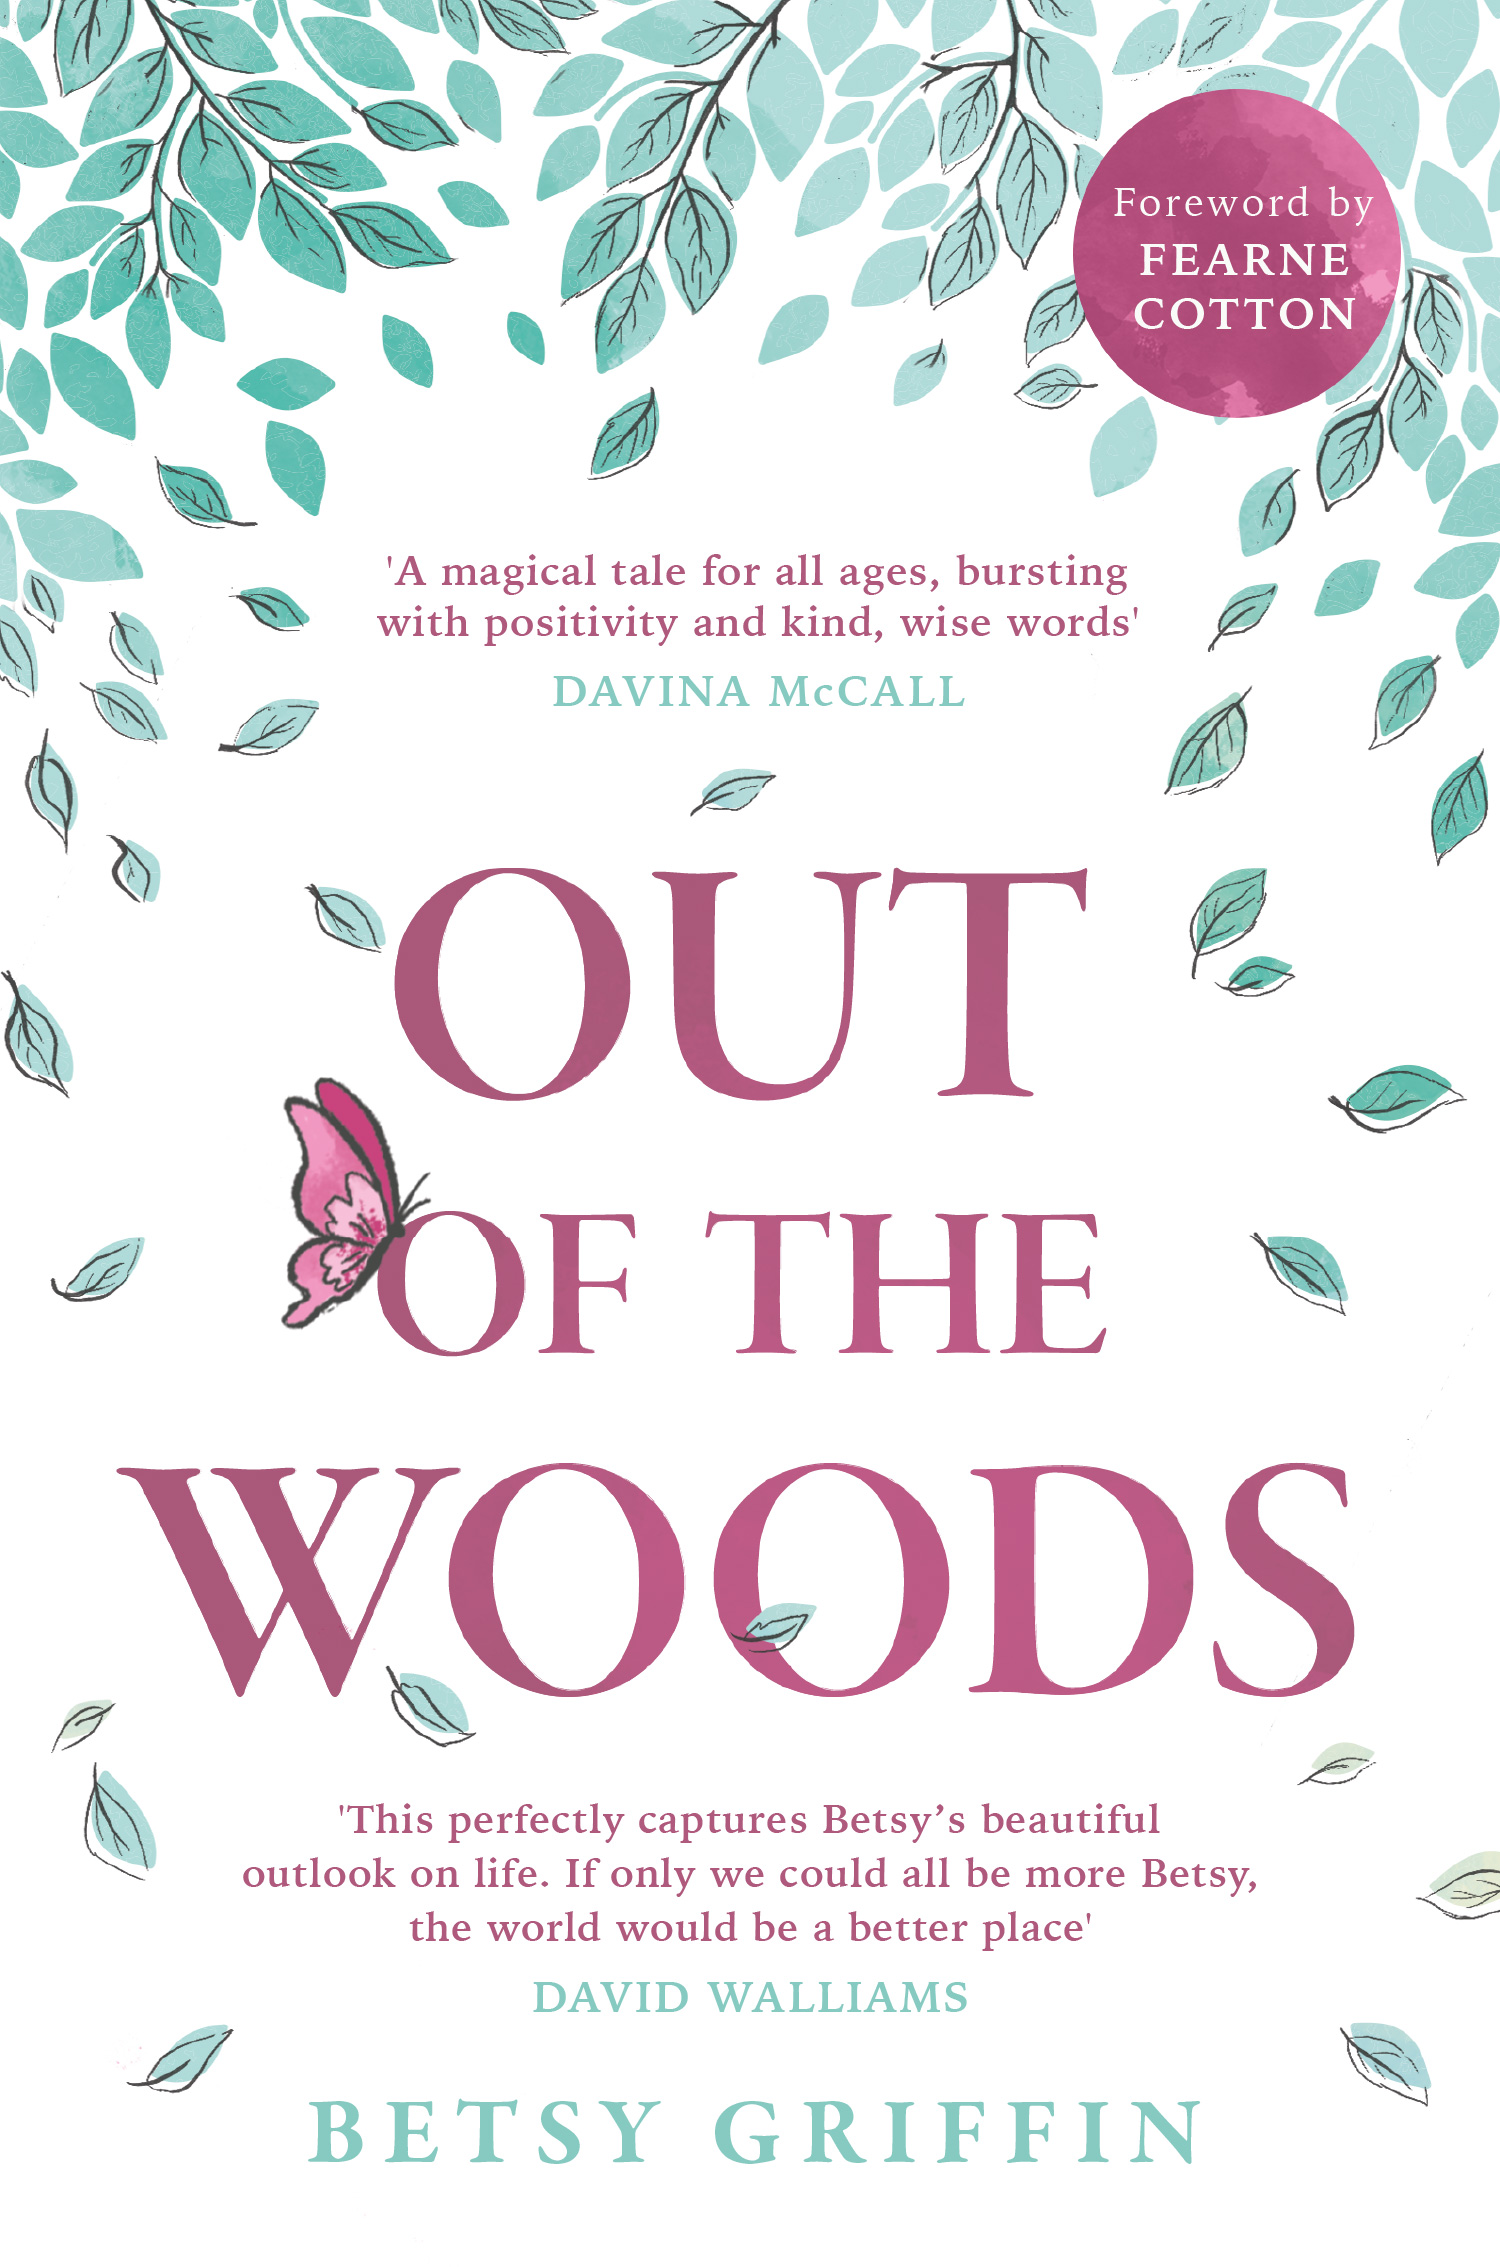 Foreword by
FEARNE
COTTON
'A magical tale for all ages, bursting
with positivity and kind, wise words'
DAVINA McCALL
OUT
OF THE
WOODS
'This perfectly captures Betsy’s beautiful
outlook on life. If only we could all be more Betsy,
the world would be a better place'
DAVID WALLIAMS
BETSY GRIFFIN